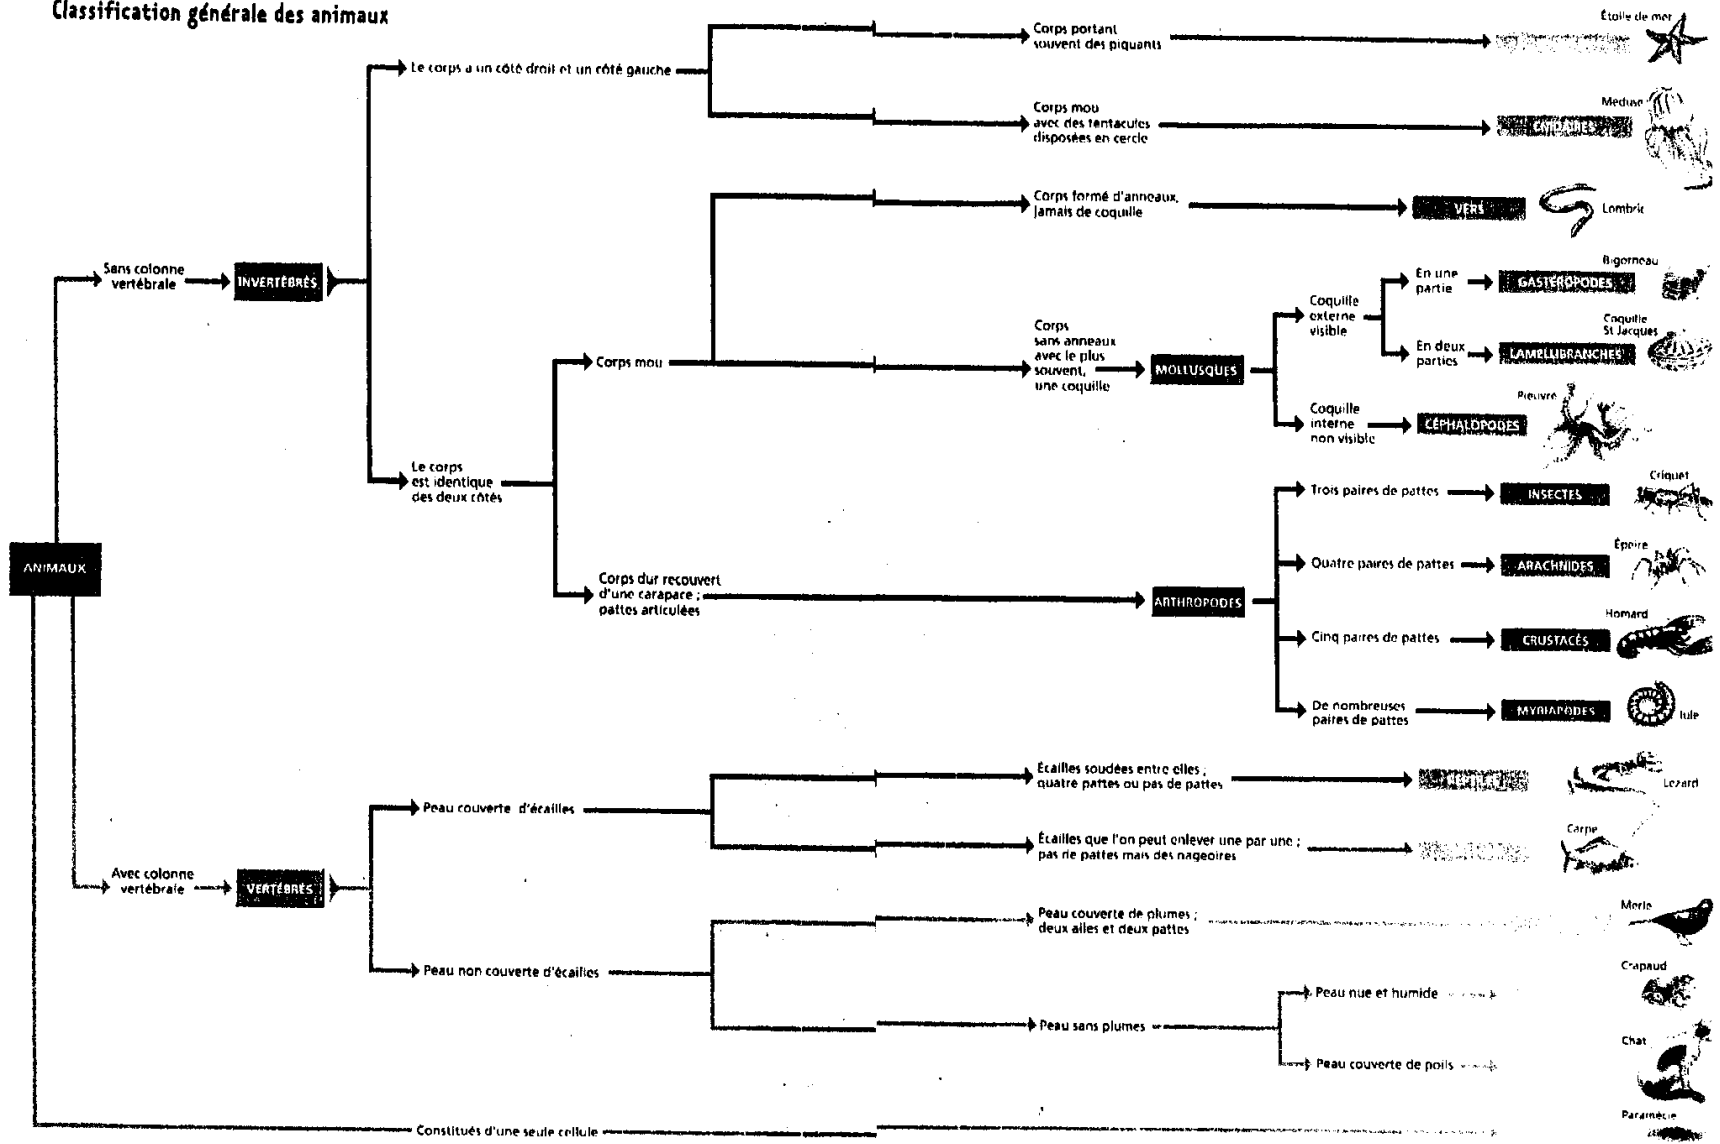 Classification générale des animaux
Étoile de mer
Corps portant
souvent des piquants
Le corps a un côté droit et un côté gauche
Méduse
Corps mou
avec des tentacules
disposées en cercle
CNIDAIRES
Corps formé d'anneaux,
Jamais de coquille
VERS
Lombric
Sans colonne
vertébrale
INVERTÉBRÉS
Bigorneau
En une
partie
GASTÉROPODES
Coquille
externe
visible
Coquille
St Jacques
En deux
parties
LAMELLIBRANCHES
Corps mou
Corps
sans anneaux
avec le plus
souvent,
une coquille
MOLLUSQUES
Pieuvre
Coquille
interne
non visible
CÉPHALOPODES
Le corps
est identique
des deux côtés
Criquet
Trois paires de pattes
INSECTES
ANIMAUX
Épeire
Quatre paires de pattes
ARACHNIDES
Corps dur recouvert
d'une carapace ;
pattes articulées
ARTHROPODES
Homard
Cinq paires de pattes
CRUSTACÉS
De nombreuses
paires de pattes
MYRIAPODES
Iule
Écailles soudées entre elles ;
quatre pattes ou pas de pattes
REPTILES
Lézard
Peau couverte d'écailles
Carpe
Écailles que l'on peut enlever une par une ;
pas de pattes mais des nageoires
Avec colonne
vertébrale
VERTÉBRÉS
Merle
Peau couverte de plumes ;
deux ailes et deux pattes
Peau non couverte d'écailles
Crapaud
Peau nue et humide
Peau sans plumes
Chat
Peau couverte de poils
Paramécie
Constitués d'une seule cellule